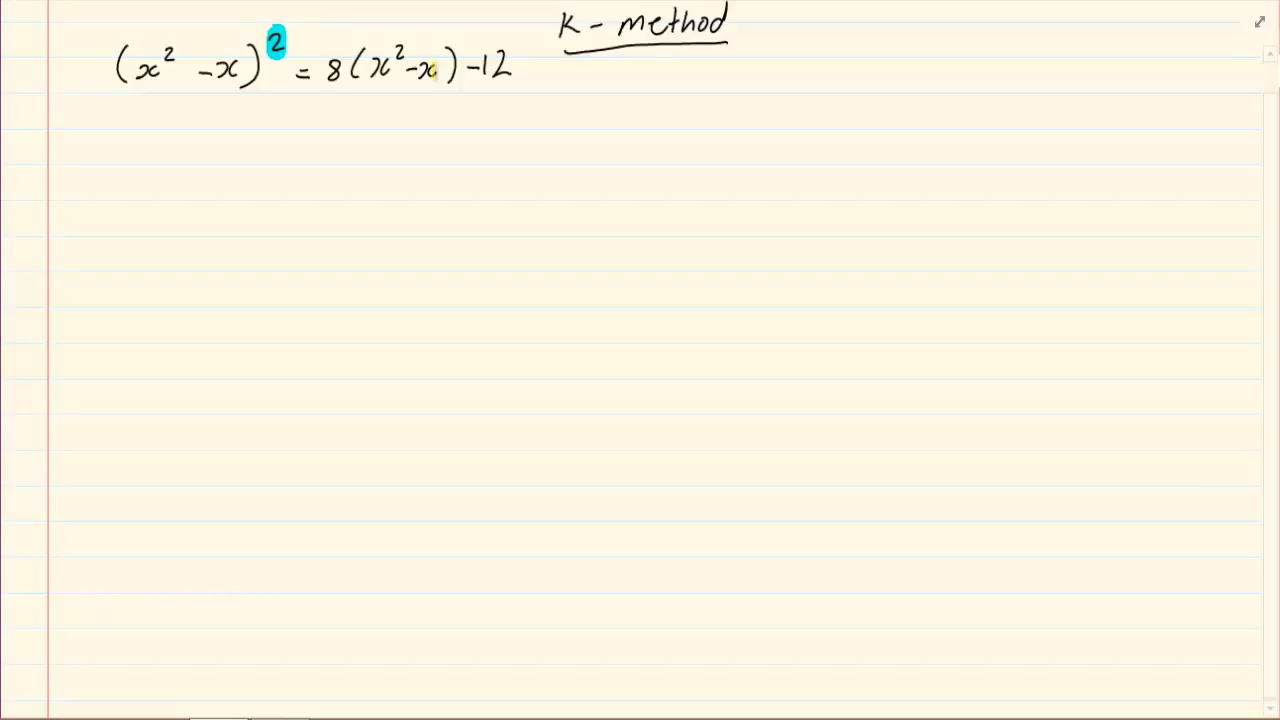 K - method
(x² - x)² = 8(x² - x) - 12